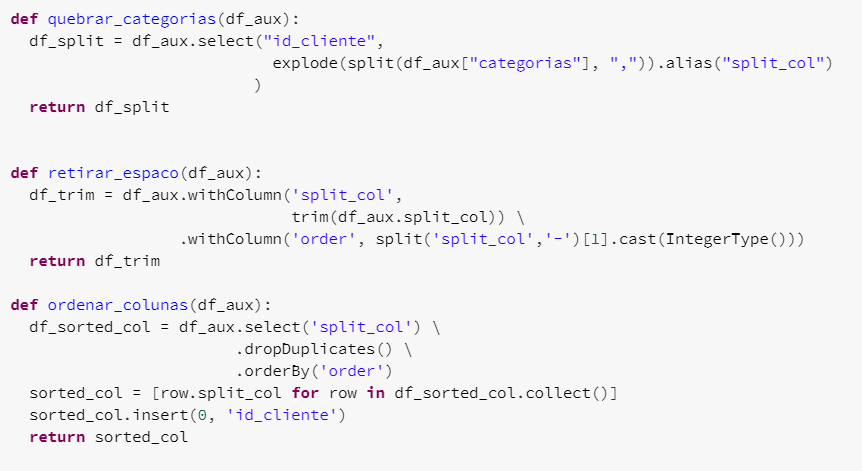 def quebrar_categorias(df_aux):
  df_split = df_aux.select("id_cliente",
                            explode(split(df_aux["categorias"], ",")).alias("split_col")
                          )
  return df_split
def retirar_espaco(df_aux):
  df_trim = df_aux.withColumn('split_col',
                              trim(df_aux.split_col)) \
                  .withColumn('order', split('split_col','-')[1].cast(IntegerType()))
  return df_trim
def ordenar_colunas(df_aux):
  df_sorted_col = df_aux.select('split_col') \
                        .dropDuplicates() \
                        .orderBy('order')
  sorted_col = [row.split_col for row in df_sorted_col.collect()]
  sorted_col.insert(0, 'id_cliente')
  return sorted_col